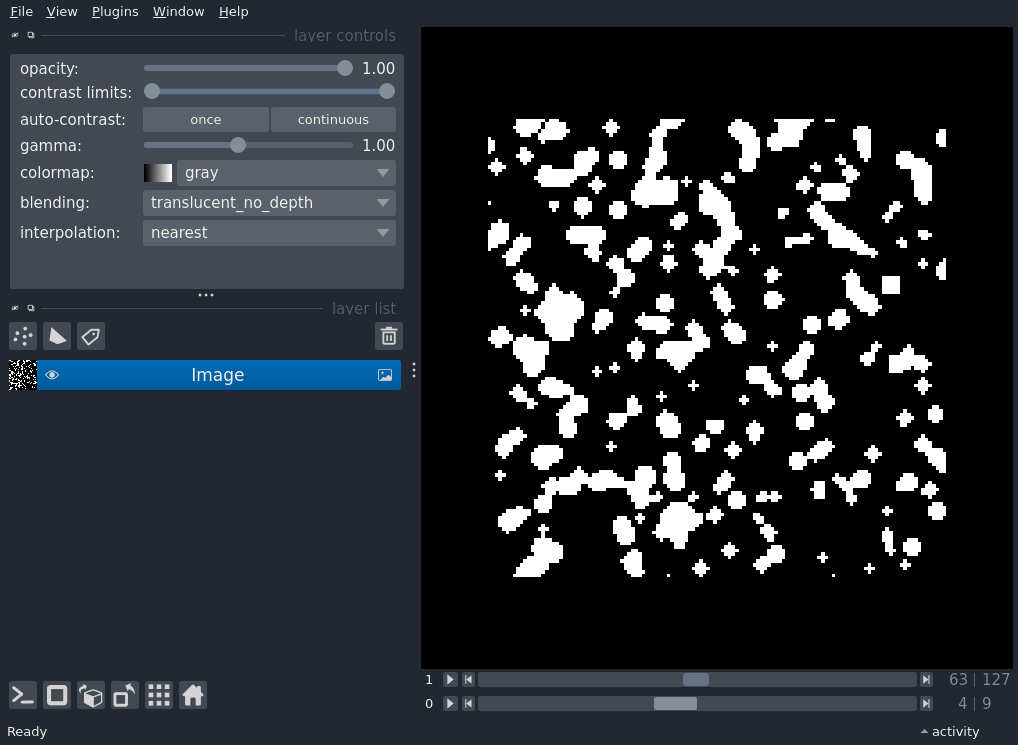 File View Plugins Window Help
layer controls
opacity: 1.00
contrast limits:
auto-contrast: once continuous
gamma: 1.00
colormap: gray
blending: translucent_no_depth
interpolation: nearest
layer list
Image
1 63 | 127
0 4 | 9
Ready activity